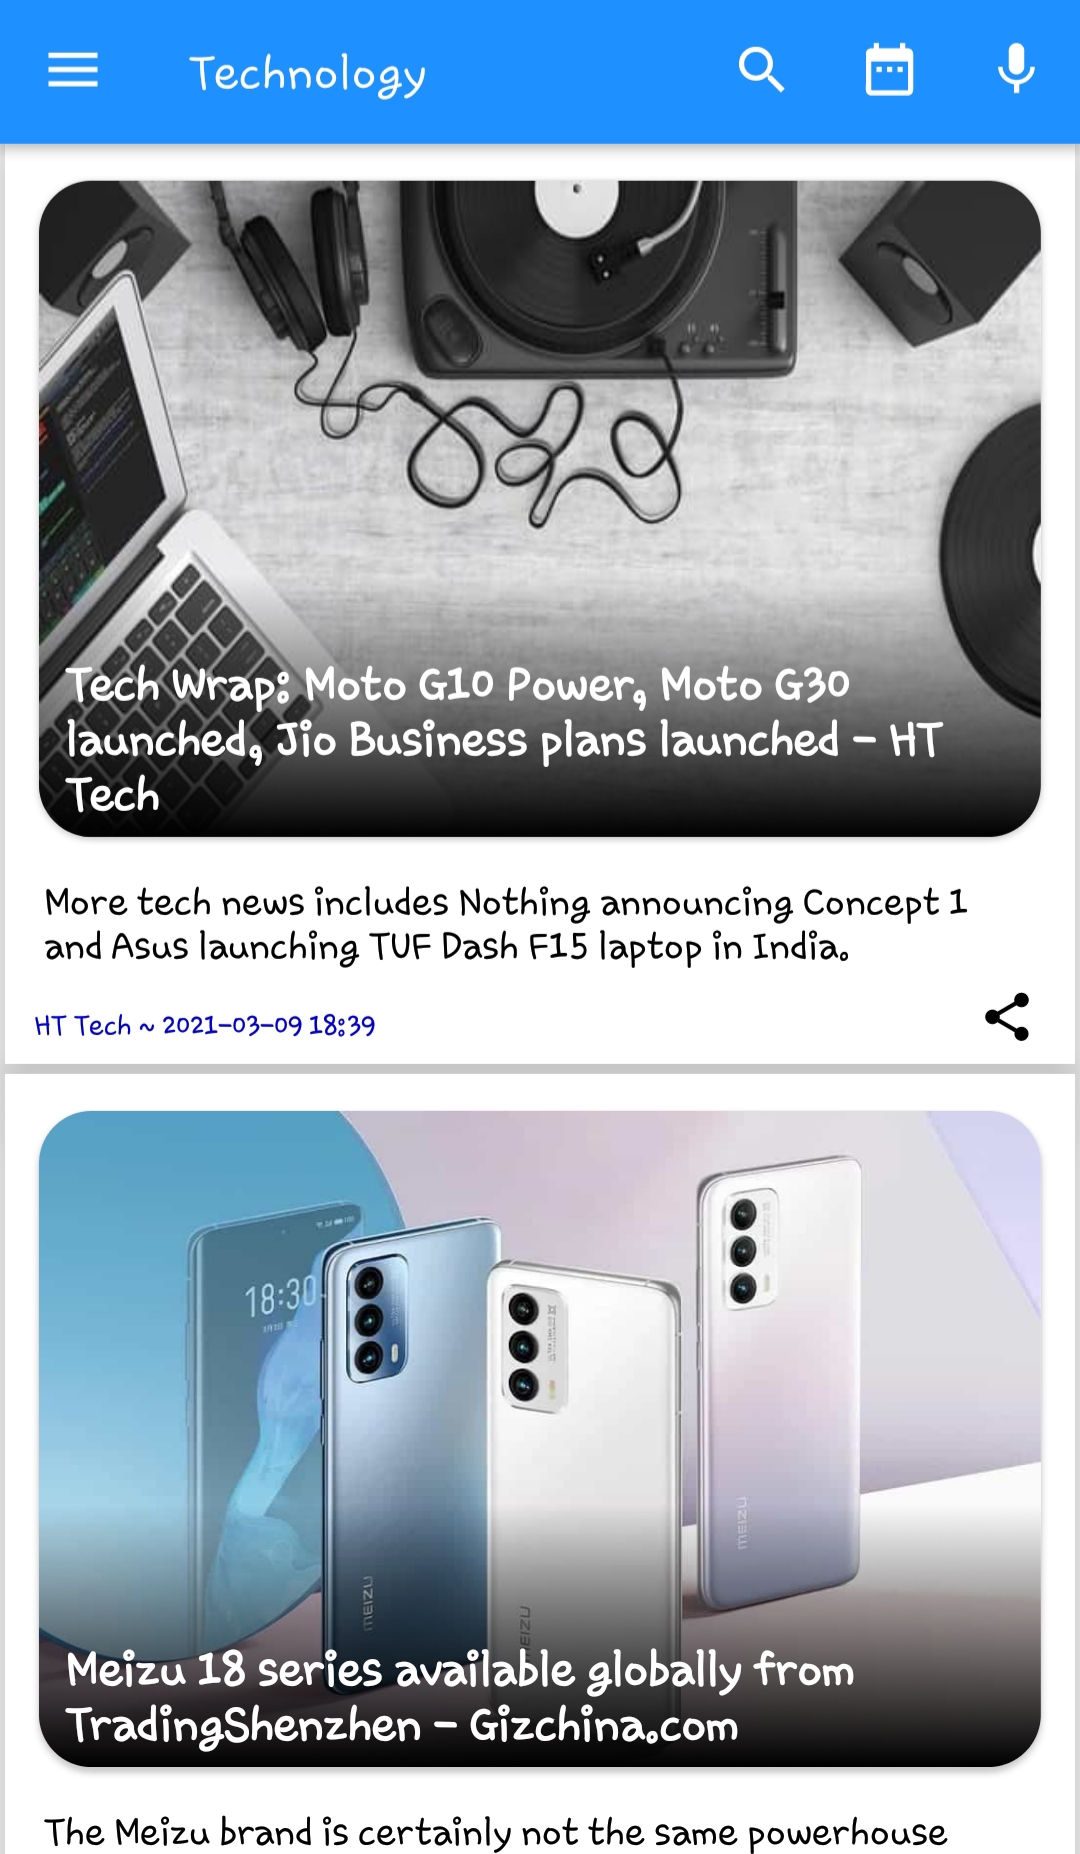 Technology
Tech Wrap: Moto G10 Power, Moto G30
launched, Jio Business plans launched – HT
Tech
More tech news includes Nothing announcing Concept 1
and Asus launching TUF Dash F15 laptop in India.
HT Tech ~ 2021-03-09 18:39
18:30
MEIZU
MEIZU
MEIZU
Meizu 18 series available globally from
TradingShenzhen – Gizchina.com
The Meizu brand is certainly not the same powerhouse